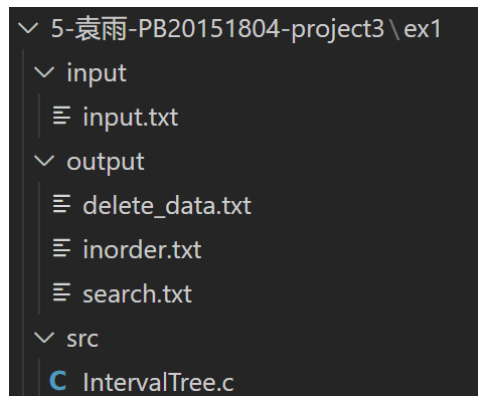 5-袁雨-PB20151804-project3\ex1
input
input.txt
output
delete_data.txt
inorder.txt
search.txt
src
C IntervalTree.c